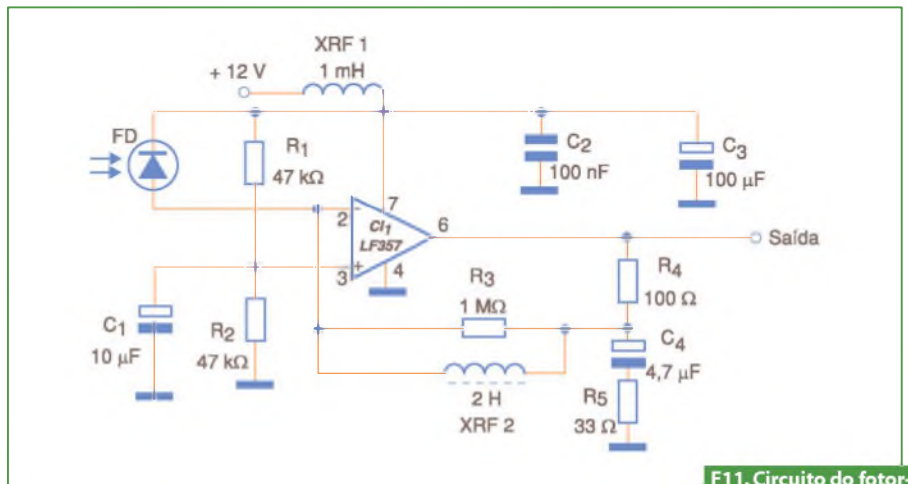 XRF 1
1 mH
+ 12 V
FD
R1
47 kΩ
C2
100 nF
C3
100 µF
2
7
CI1
LF357
6
3
4
Saída
R4
100 Ω
R3
1 MΩ
C1
10 µF
R2
47 kΩ
C4
4,7 µF
2 H
XRF 2
R5
33 Ω
F11. Circuito do fotor-